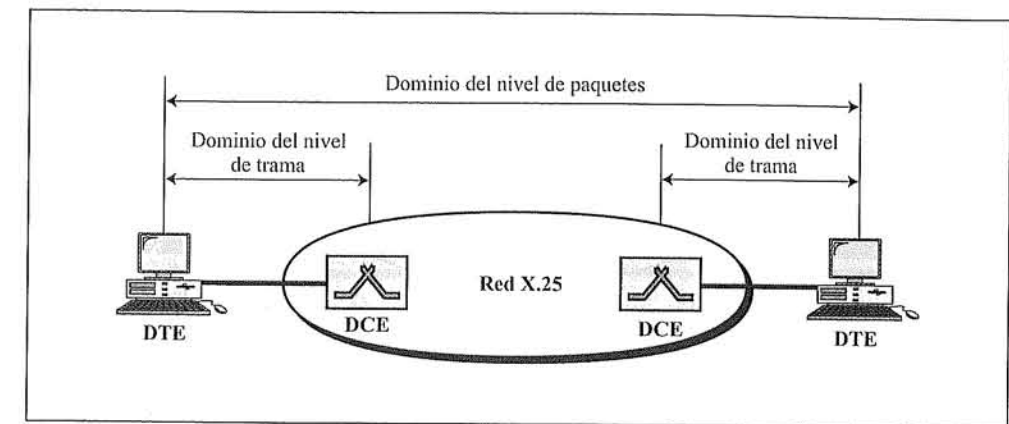 Dominio del nivel de paquetes
Dominio del nivel
de trama
Dominio del nivel
de trama
Red X.25
DCE
DCE
DTE
DTE